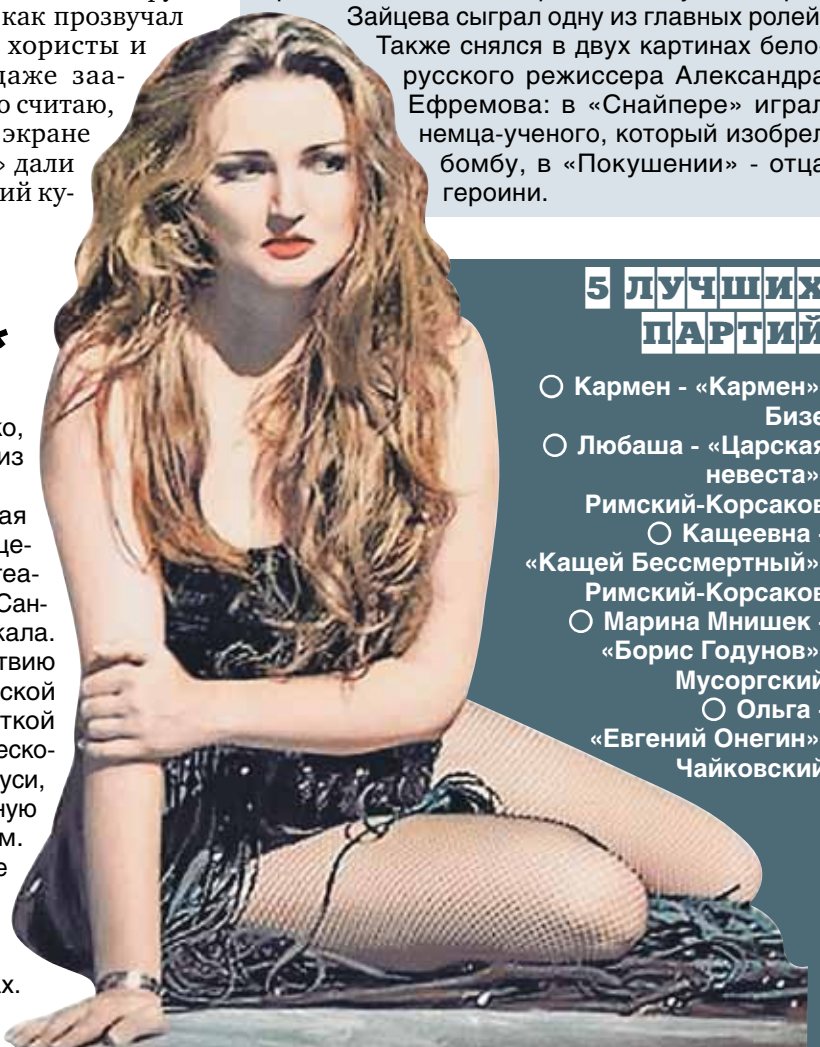 как прозвучал
хористы и
даже заа-
о считаю,
экране
» дали
ий ку-
*
ко,
из
ая
це-
теа-
Сан-
кала.
ствию
ской
ткой
еско-
уси,
ную
м.
е
ах.
Зайцева сыграл одну из главных ролей
Также снялся в двух картинах бело-
русского режиссера Александра
Ефремова: в «Снайпере» играл
немца-ученого, который изобрел
бомбу, в «Покушении» - отца
героини.
5 ЛУЧШИХ
ПАРТИЙ
Кармен - «Кармен»
Бизе
Любаша - «Царская
невеста»
Римский-Корсаков
Кащеевна -
«Кащей Бессмертный»
Римский-Корсаков
Марина Мнишек -
«Борис Годунов»
Мусоргский
Ольга -
«Евгений Онегин»
Чайковский